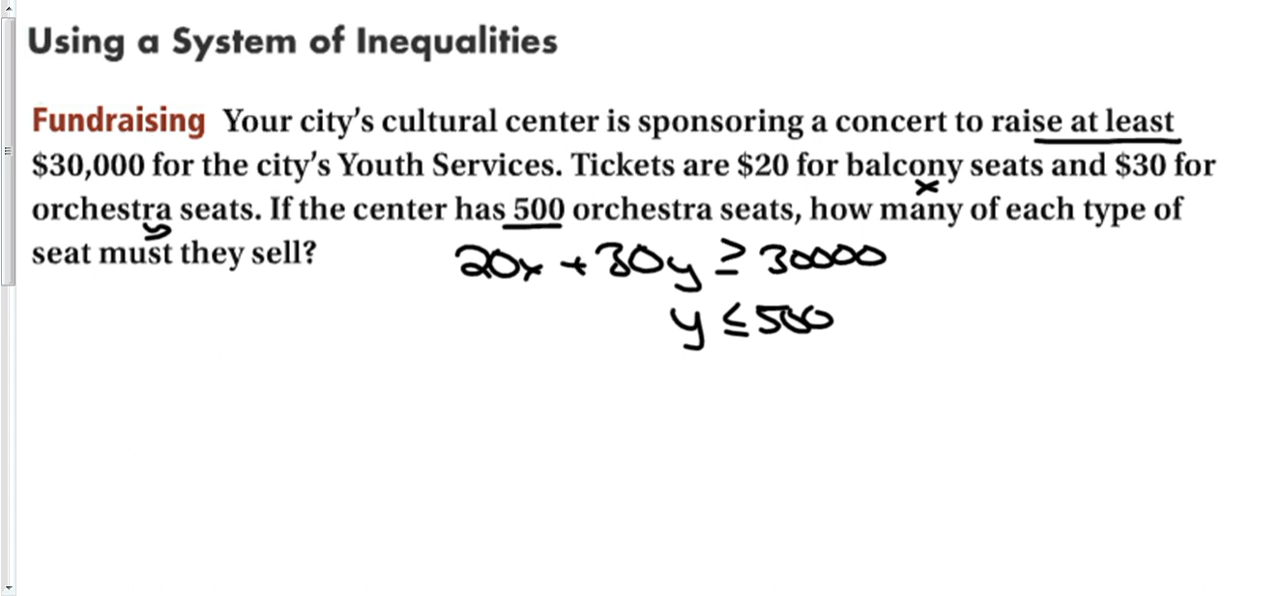 Using a System of Inequalities
Fundraising Your city's cultural center is sponsoring a concert to raise at least
$30,000 for the city's Youth Services. Tickets are $20 for balcony seats and $30 for
x
orchestra seats. If the center has 500 orchestra seats, how many of each type of
y
seat must they sell?
20x + 30y ≥ 30000
y ≤ 500